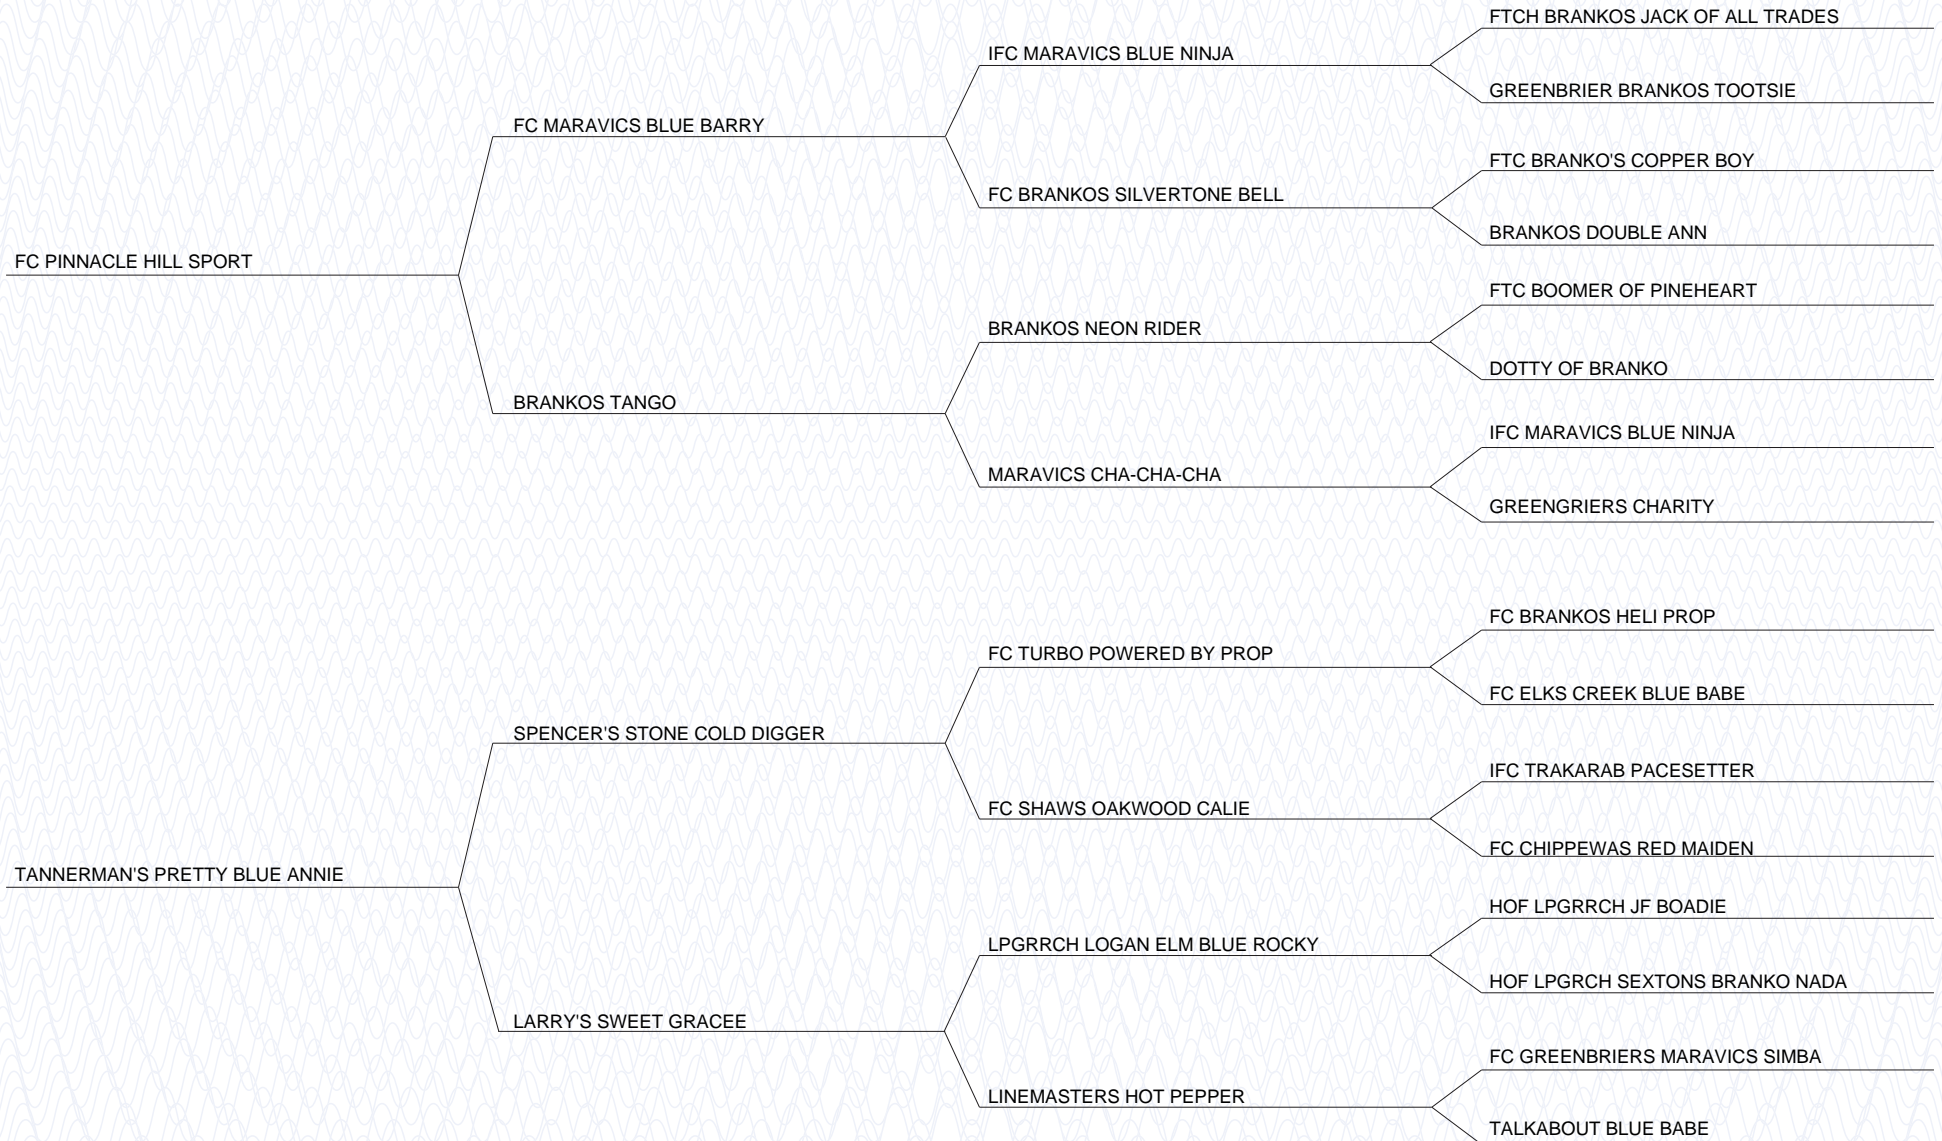 FTCH BRANKOS JACK OF ALL TRADES
IFC MARAVICS BLUE NINJA
GREENBRIER BRANKOS TOOTSIE
FC MARAVICS BLUE BARRY
FTC BRANKO'S COPPER BOY
FC BRANKOS SILVERTONE BELL
BRANKOS DOUBLE ANN
FC PINNACLE HILL SPORT
FTC BOOMER OF PINEHEART
BRANKOS NEON RIDER
DOTTY OF BRANKO
BRANKOS TANGO
IFC MARAVICS BLUE NINJA
MARAVICS CHA-CHA-CHA
GREENGRIERS CHARITY
FC BRANKOS HELI PROP
FC TURBO POWERED BY PROP
FC ELKS CREEK BLUE BABE
SPENCER'S STONE COLD DIGGER
IFC TRAKARAB PACESETTER
FC SHAWS OAKWOOD CALIE
FC CHIPPEWAS RED MAIDEN
TANNERMAN'S PRETTY BLUE ANNIE
HOF LPGRRCH JF BOADIE
LPGRRCH LOGAN ELM BLUE ROCKY
HOF LPGRCH SEXTONS BRANKO NADA
LARRY'S SWEET GRACEE
FC GREENBRIERS MARAVICS SIMBA
LINEMASTERS HOT PEPPER
TALKABOUT BLUE BABE